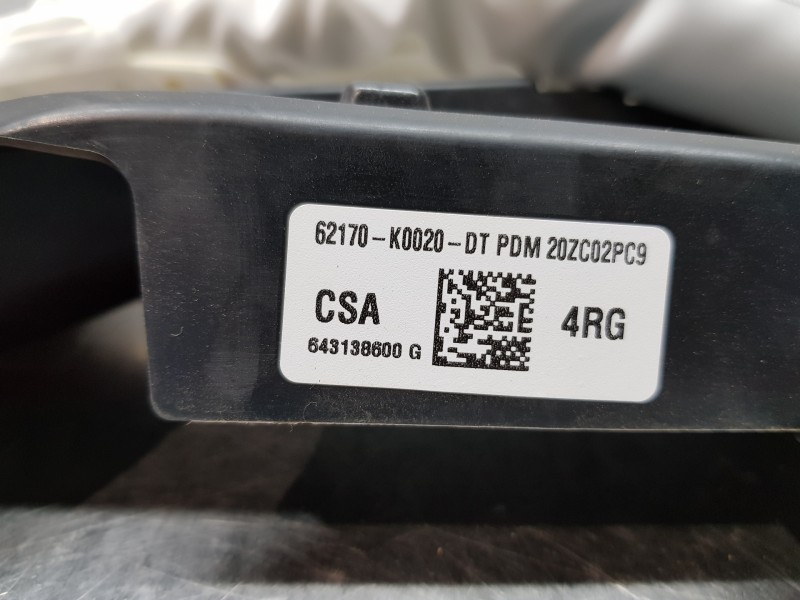 62170-K0020-DT PDM 20ZC02PC9
CSA
4RG
643138600 G